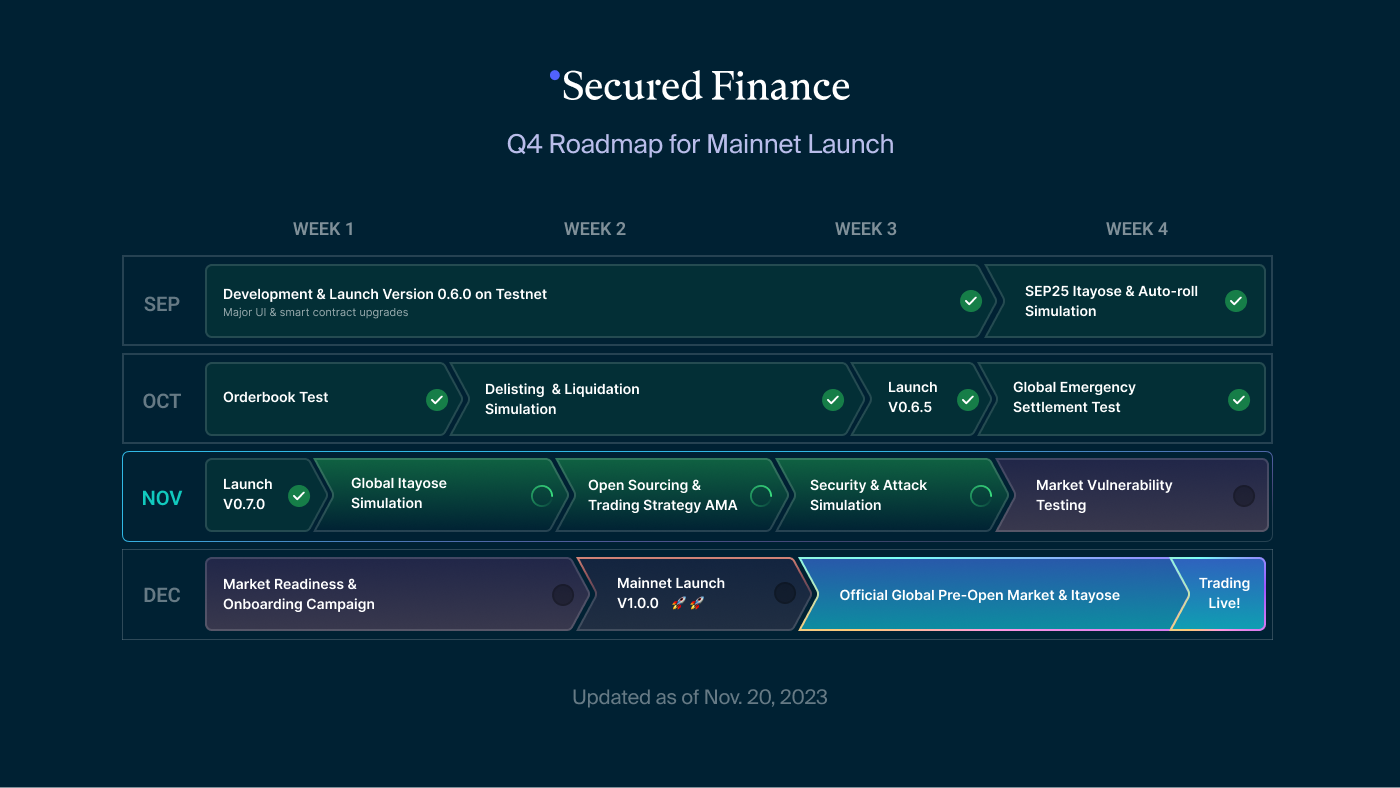 Secured Finance
Q4 Roadmap for Mainnet Launch
WEEK 1
WEEK 2
WEEK 3
WEEK 4
SEP
Development & Launch Version 0.6.0 on Testnet
Major UI & smart contract upgrades
SEP25 Itayose & Auto-roll
Simulation
OCT
Orderbook Test
Delisting & Liquidation
Simulation
Launch
V0.6.5
Global Emergency
Settlement Test
NOV
Launch
V0.7.0
Global Itayose
Simulation
Open Sourcing &
Trading Strategy AMA
Security & Attack
Simulation
Market Vulnerability
Testing
DEC
Market Readiness &
Onboarding Campaign
Mainnet Launch
V1.0.0 🚀🚀
Official Global Pre-Open Market & Itayose
Trading
Live!
Updated as of Nov. 20, 2023